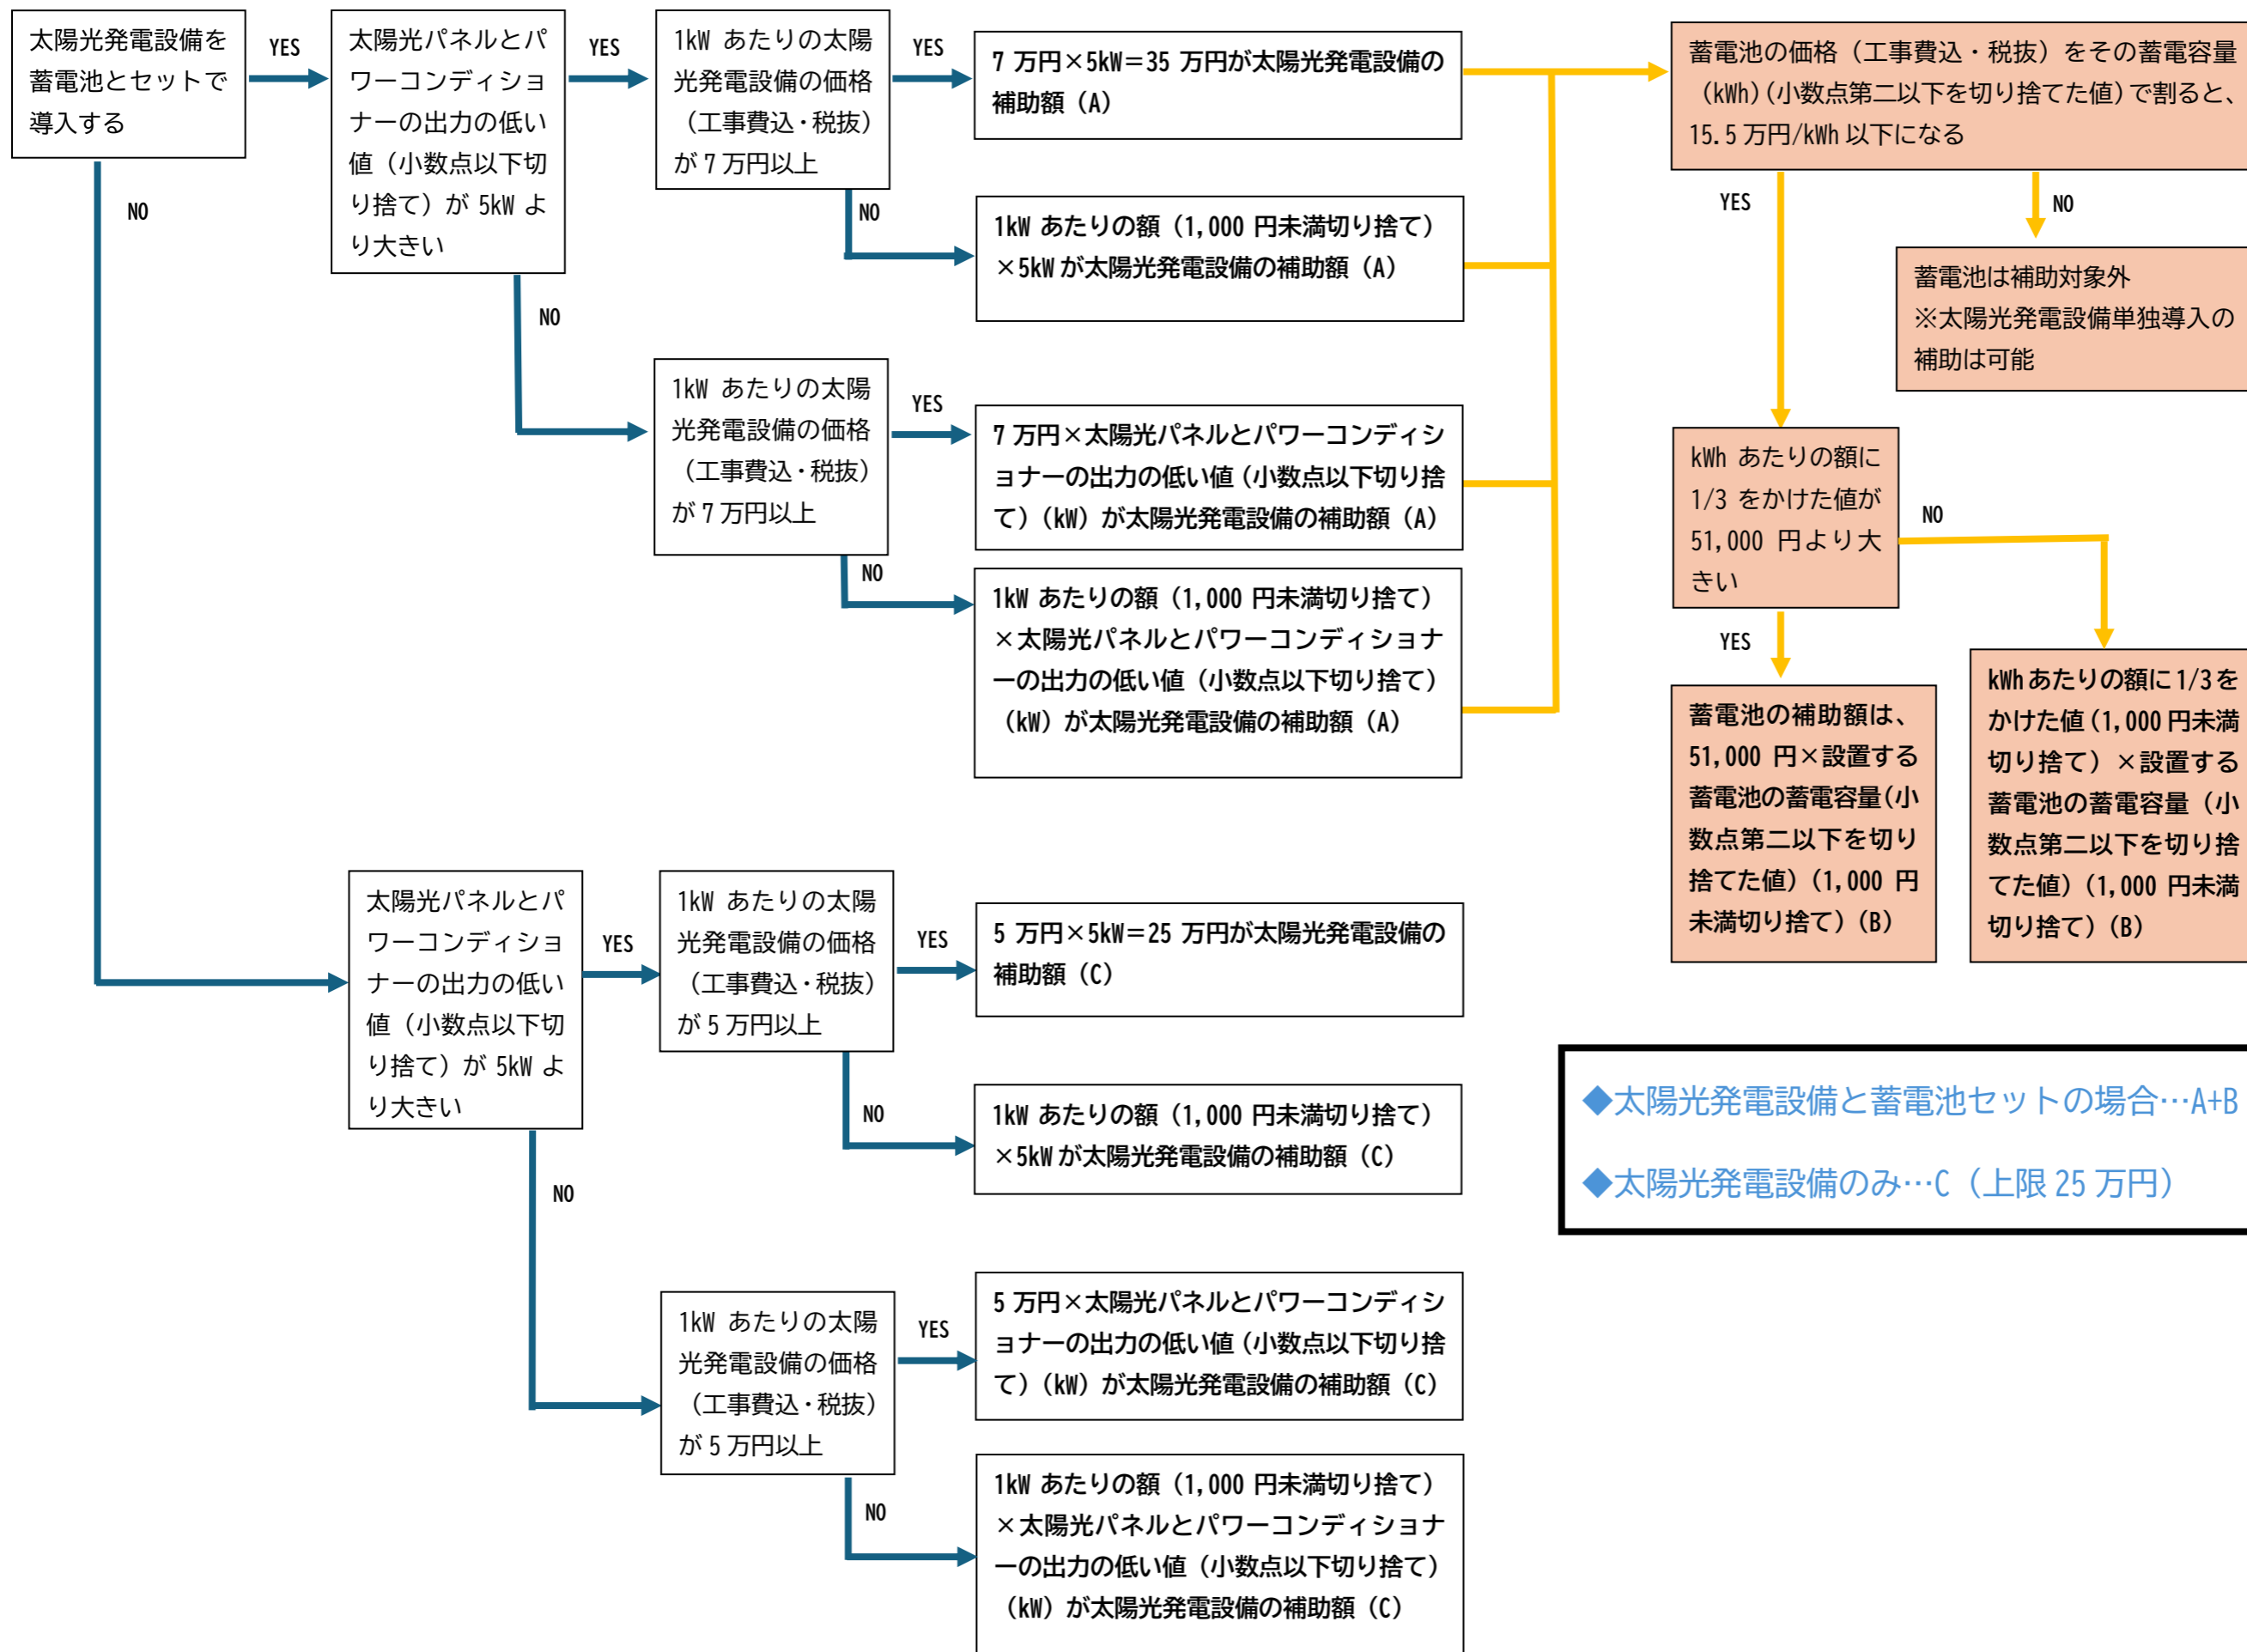 太陽光発電設備を
蓄電池とセットで
導入する
YES
NO
太陽光パネルとパ
ワーコンディショ
ナーの出力の低い
値（小数点以下切
り捨て）が 5kW よ
り大きい
YES
NO
1kW あたりの太陽
光発電設備の価格
（工事費込・税抜）
が 7 万円以上
YES
NO
7 万円×5kW＝35 万円が太陽光発電設備の
補助額（A）
1kW あたりの額（1,000 円未満切り捨て）
×5kW が太陽光発電設備の補助額（A）
1kW あたりの太陽
光発電設備の価格
（工事費込・税抜）
が 7 万円以上
YES
NO
7 万円×太陽光パネルとパワーコンディシ
ョナーの出力の低い値（小数点以下切り捨
て）（kW）が太陽光発電設備の補助額（A）
1kW あたりの額（1,000 円未満切り捨て）
×太陽光パネルとパワーコンディショナ
ーの出力の低い値（小数点以下切り捨て）
（kW）が太陽光発電設備の補助額（A）
蓄電池の価格（工事費込・税抜）をその蓄電容量
（kWh）（小数点第二以下を切り捨てた値）で割ると、
15.5 万円/kWh 以下になる
YES
NO
蓄電池は補助対象外
※太陽光発電設備単独導入の
補助は可能
kWh あたりの額に
1/3 をかけた値が
51,000 円より大
きい
NO
YES
蓄電池の補助額は、
51,000 円×設置する
蓄電池の蓄電容量（小
数点第二以下を切り
捨てた値）（1,000 円
未満切り捨て）（B）
kWh あたりの額に 1/3 を
かけた値（1,000 円未満
切り捨て）×設置する
蓄電池の蓄電容量（小
数点第二以下を切り捨
てた値）（1,000 円未満
切り捨て）（B）
太陽光パネルとパ
ワーコンディショ
ナーの出力の低い
値（小数点以下切
り捨て）が 5kW よ
り大きい
YES
NO
1kW あたりの太陽
光発電設備の価格
（工事費込・税抜）
が 5 万円以上
YES
NO
5 万円×5kW＝25 万円が太陽光発電設備の
補助額（C）
1kW あたりの額（1,000 円未満切り捨て）
×5kW が太陽光発電設備の補助額（C）
1kW あたりの太陽
光発電設備の価格
（工事費込・税抜）
が 5 万円以上
YES
NO
5 万円×太陽光パネルとパワーコンディシ
ョナーの出力の低い値（小数点以下切り捨
て）（kW）が太陽光発電設備の補助額（C）
1kW あたりの額（1,000 円未満切り捨て）
×太陽光パネルとパワーコンディショナ
ーの出力の低い値（小数点以下切り捨て）
（kW）が太陽光発電設備の補助額（C）
◆太陽光発電設備と蓄電池セットの場合…A+B
◆太陽光発電設備のみ…C（上限 25 万円）